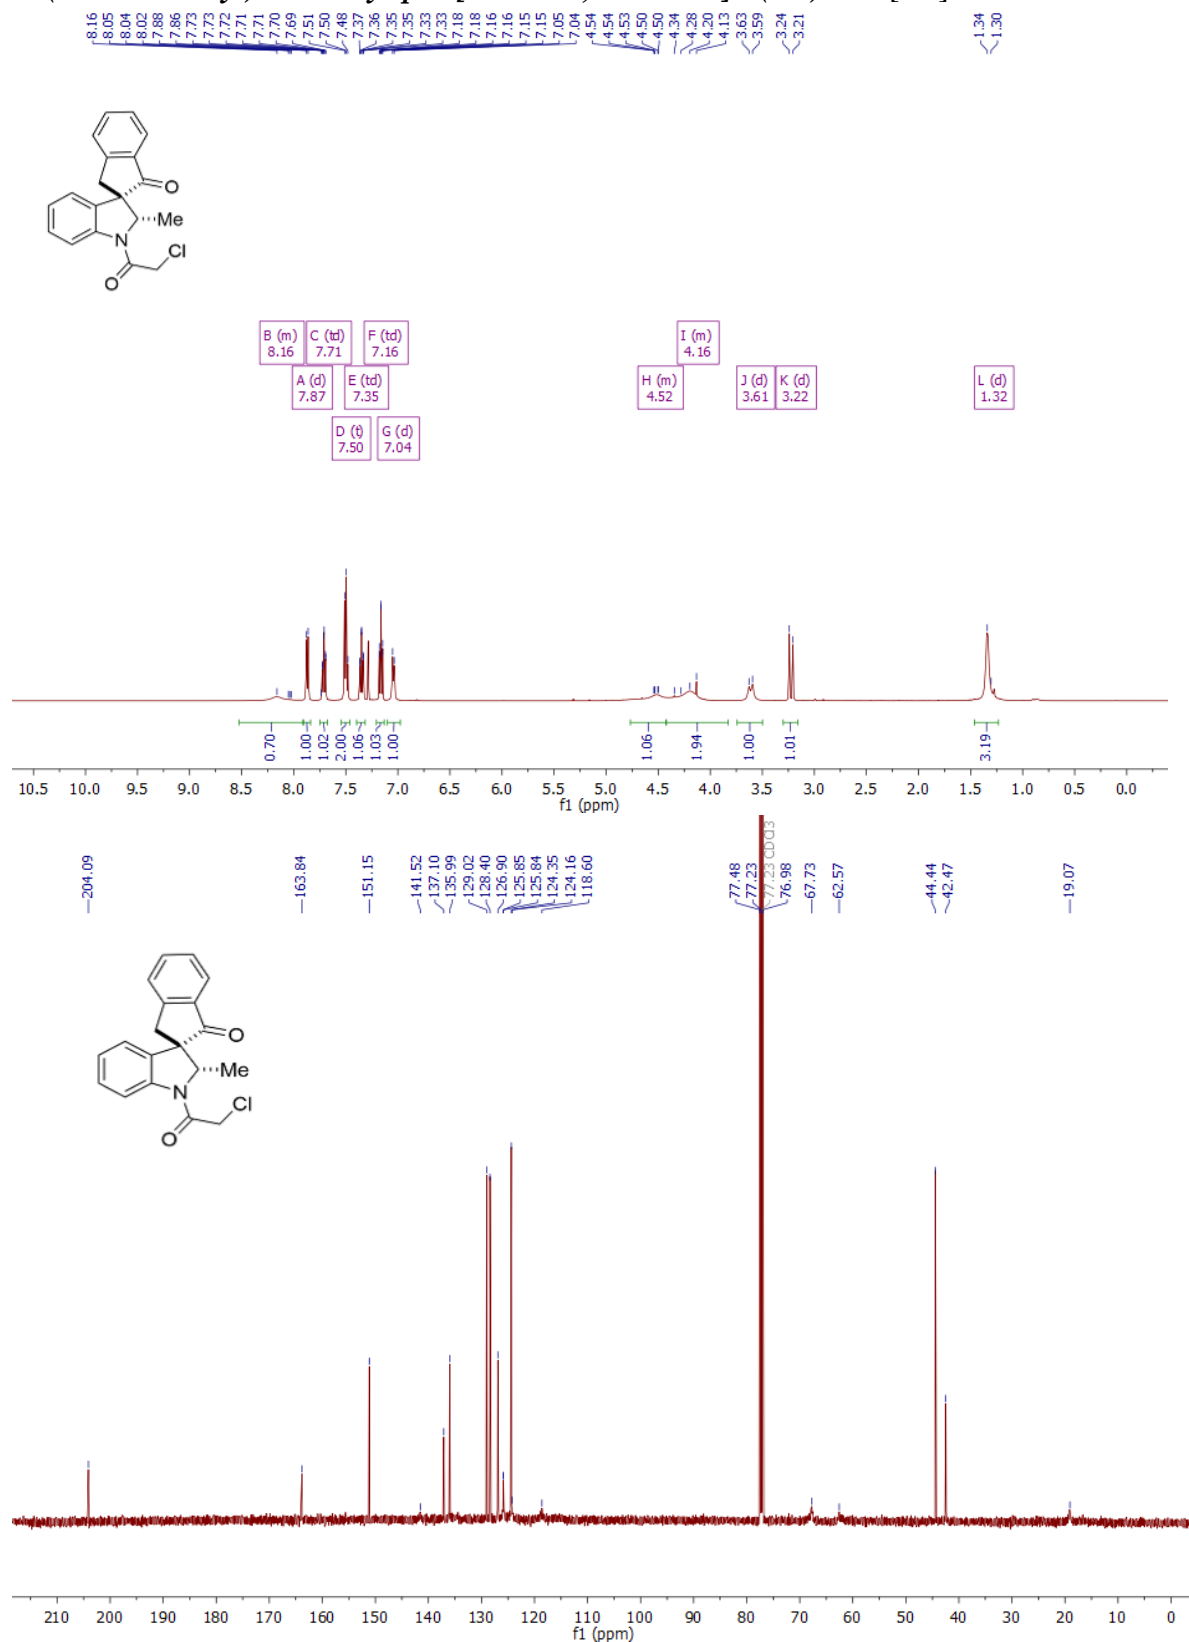 8.16 8.05 8.04 8.02 7.88 7.86 7.73 7.73 7.72 7.71 7.71 7.70 7.69 7.51 7.50 7.48 7.37 7.36 7.35 7.35 7.33 7.33 7.18 7.18 7.16 7.16 7.15 7.15 7.05 7.04 4.54 4.54 4.53 4.50 4.50 4.34 4.28 4.20 4.13 3.63 3.59 3.24 3.21 1.34 1.30
O
Me
N
Cl
O
B (m) C (td) F (td) I (m)
8.16 7.71 7.16 4.16
A (d) E (td) H (m) J (d) K (d) L (d)
7.87 7.35 4.52 3.61 3.22 1.32
D (t) G (d)
7.50 7.04
0.70 1.00 1.02 2.00 1.06 1.03 1.00 1.06 1.94 1.00 1.01 3.19
10.5 10.0 9.5 9.0 8.5 8.0 7.5 7.0 6.5 6.0 5.5 5.0 4.5 4.0 3.5 3.0 2.5 2.0 1.5 1.0 0.5 0.0
f1 (ppm)
204.09 163.84 151.15 141.52 137.10 135.99 129.02 128.40 126.90 125.85 125.84 124.35 124.16 118.60 77.48 77.23 77.23 CDCl3 76.98 67.73 62.57 44.44 42.47 19.07
O
Me
N
Cl
O
210 200 190 180 170 160 150 140 130 120 110 100 90 80 70 60 50 40 30 20 10 0
f1 (ppm)